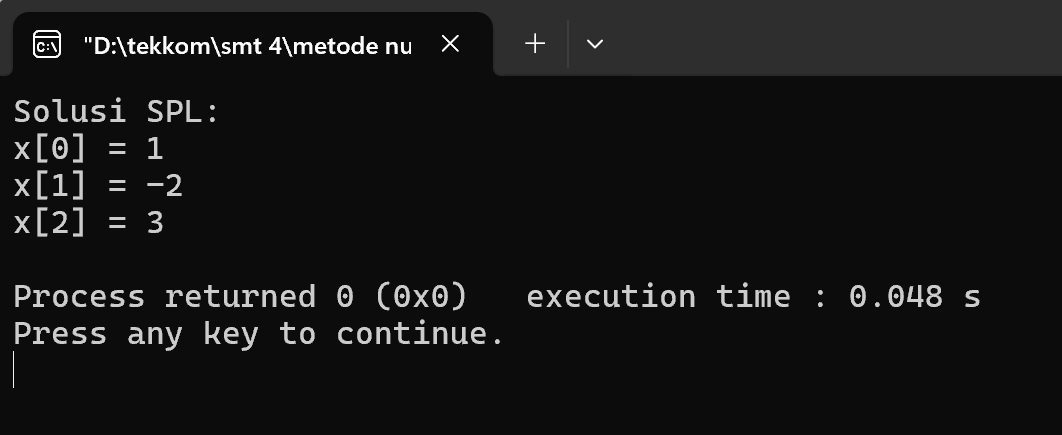 "D:\tekkom\smt 4\metode nu
Solusi SPL:
x[0] = 1
x[1] = -2
x[2] = 3
Process returned 0 (0x0)   execution time : 0.048 s
Press any key to continue.